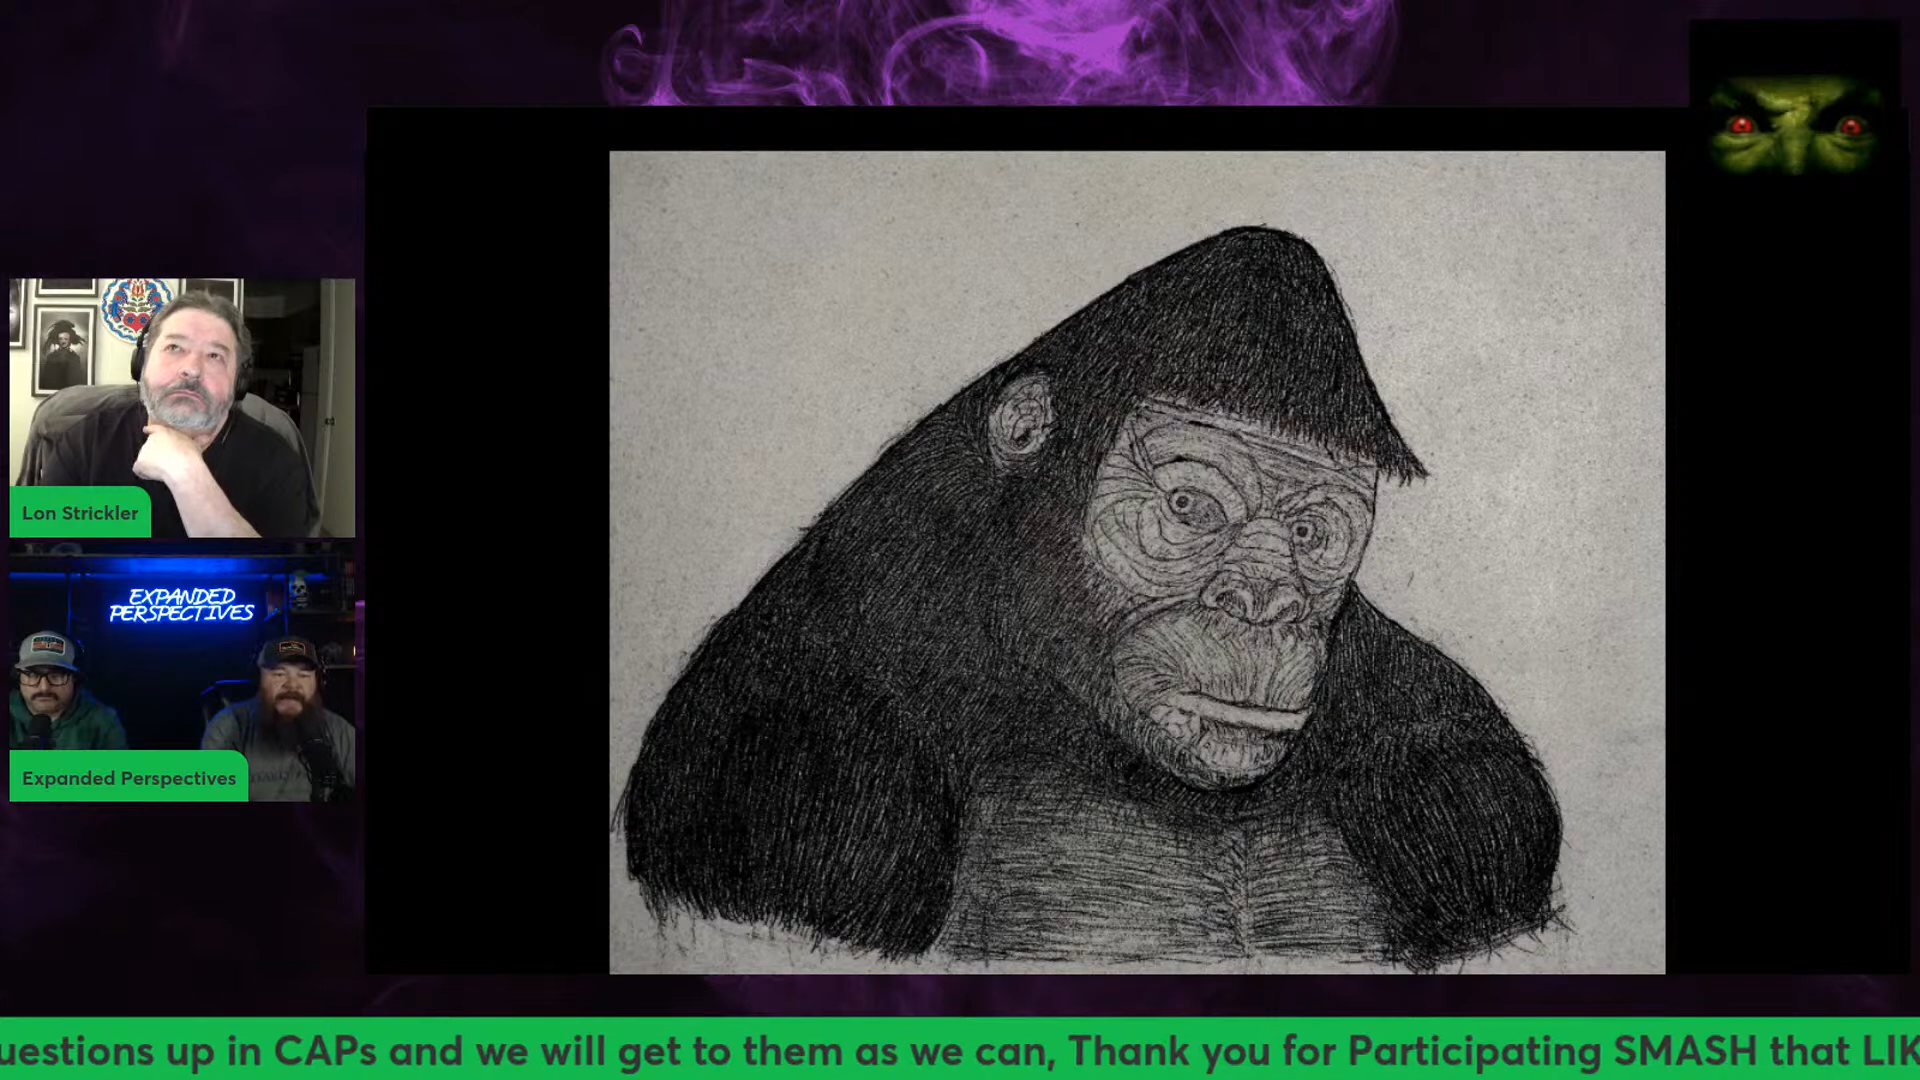 Lon Strickler
EXPANDED
PERSPECTIVES
Expanded Perspectives
uestions up in CAPs and we will get to them as we can, Thank you for Participating SMASH that LIK